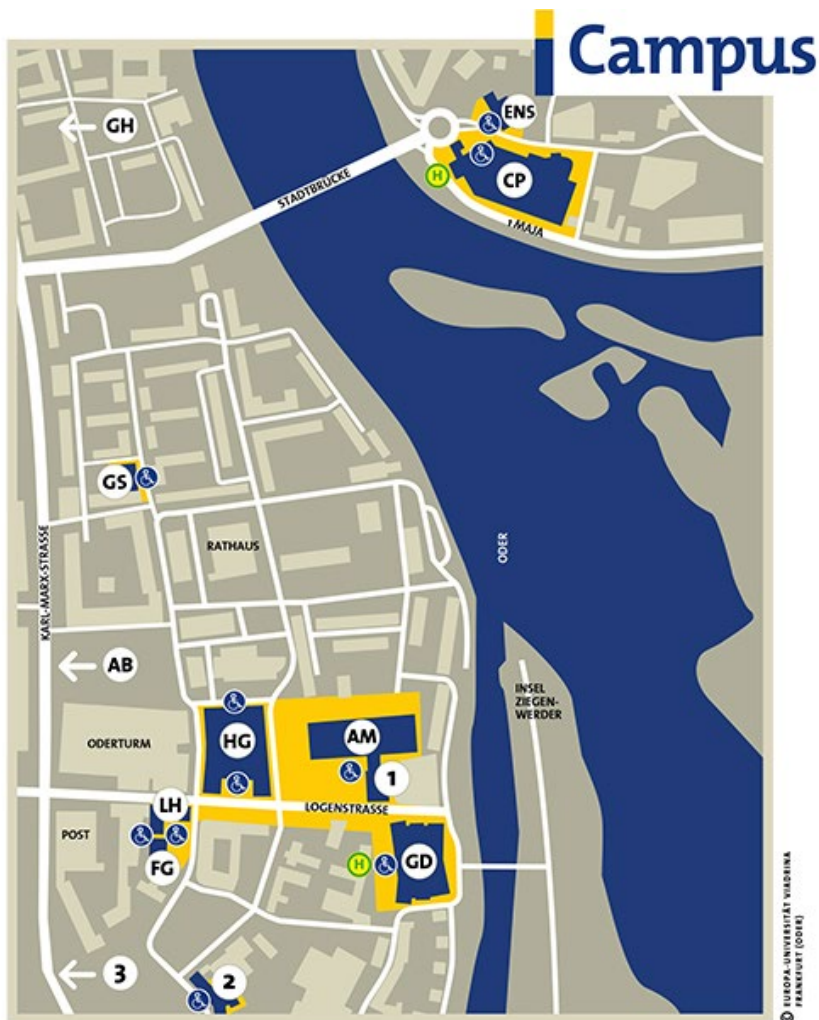 Campus
GH
ENS
CP
H
STADTBRÜCKE
1 MAJA
GS
RATHAUS
KARL-MARX-STRASSE
ODER
AB
INSEL
ZIEGEN-
WERDER
ODERTURM
HG
AM
1
LH
LOGENSTRASSE
POST
FG
H
GD
3
2
© EUROPA-UNIVERSITÄT VIADRINA
FRANKFURT (ODER)